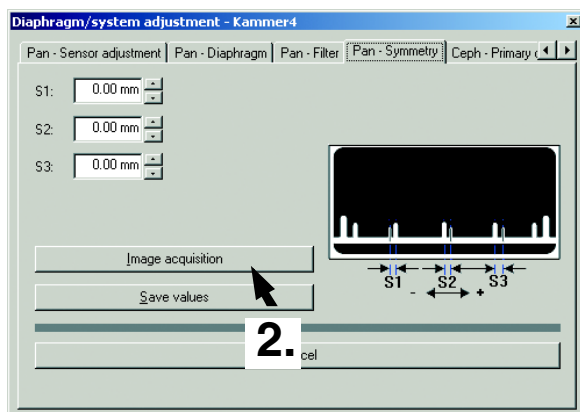 Diaphragm/system adjustment - Kammer4
Pan - Sensor adjustment Pan - Diaphragm Pan - Filter Pan - Symmetry Ceph - Primary
S1: 0.00 mm
S2: 0.00 mm
S3: 0.00 mm
Image acquisition
S1 S2 S3
- +
Save values
2.
cel